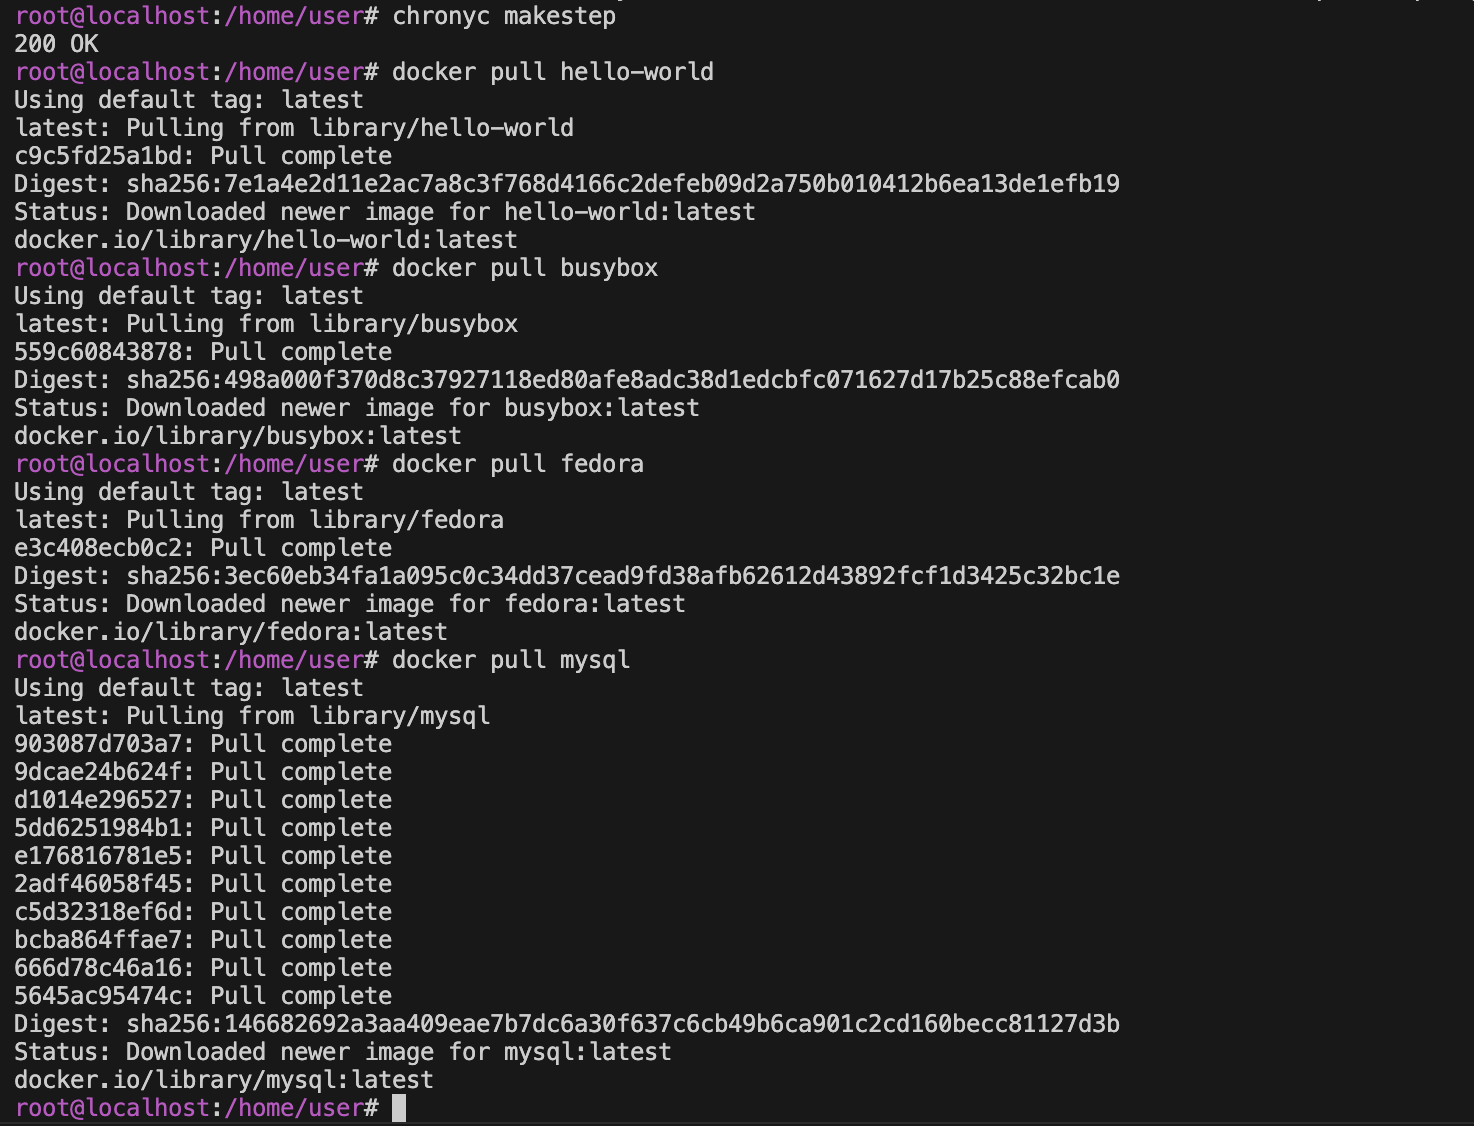 root@localhost:/home/user# chronyc makestep
200 OK
root@localhost:/home/user# docker pull hello-world
Using default tag: latest
latest: Pulling from library/hello-world
c9c5fd25a1bd: Pull complete
Digest: sha256:7e1a4e2d11e2ac7a8c3f768d4166c2defeb09d2a750b010412b6ea13de1efb19
Status: Downloaded newer image for hello-world:latest
docker.io/library/hello-world:latest
root@localhost:/home/user# docker pull busybox
Using default tag: latest
latest: Pulling from library/busybox
559c60843878: Pull complete
Digest: sha256:498a000f370d8c37927118ed80afe8adc38d1edcbfc071627d17b25c88efcab0
Status: Downloaded newer image for busybox:latest
docker.io/library/busybox:latest
root@localhost:/home/user# docker pull fedora
Using default tag: latest
latest: Pulling from library/fedora
e3c408ecb0c2: Pull complete
Digest: sha256:3ec60eb34fa1a095c0c34dd37cead9fd38afb62612d43892fcf1d3425c32bc1e
Status: Downloaded newer image for fedora:latest
docker.io/library/fedora:latest
root@localhost:/home/user# docker pull mysql
Using default tag: latest
latest: Pulling from library/mysql
903087d703a7: Pull complete
9dcae24b624f: Pull complete
d1014e296527: Pull complete
5dd6251984b1: Pull complete
e176816781e5: Pull complete
2adf46058f45: Pull complete
c5d32318ef6d: Pull complete
bcba864ffae7: Pull complete
666d78c46a16: Pull complete
5645ac95474c: Pull complete
Digest: sha256:146682692a3aa409eae7b7dc6a30f637c6cb49b6ca901c2cd160becc81127d3b
Status: Downloaded newer image for mysql:latest
docker.io/library/mysql:latest
root@localhost:/home/user#